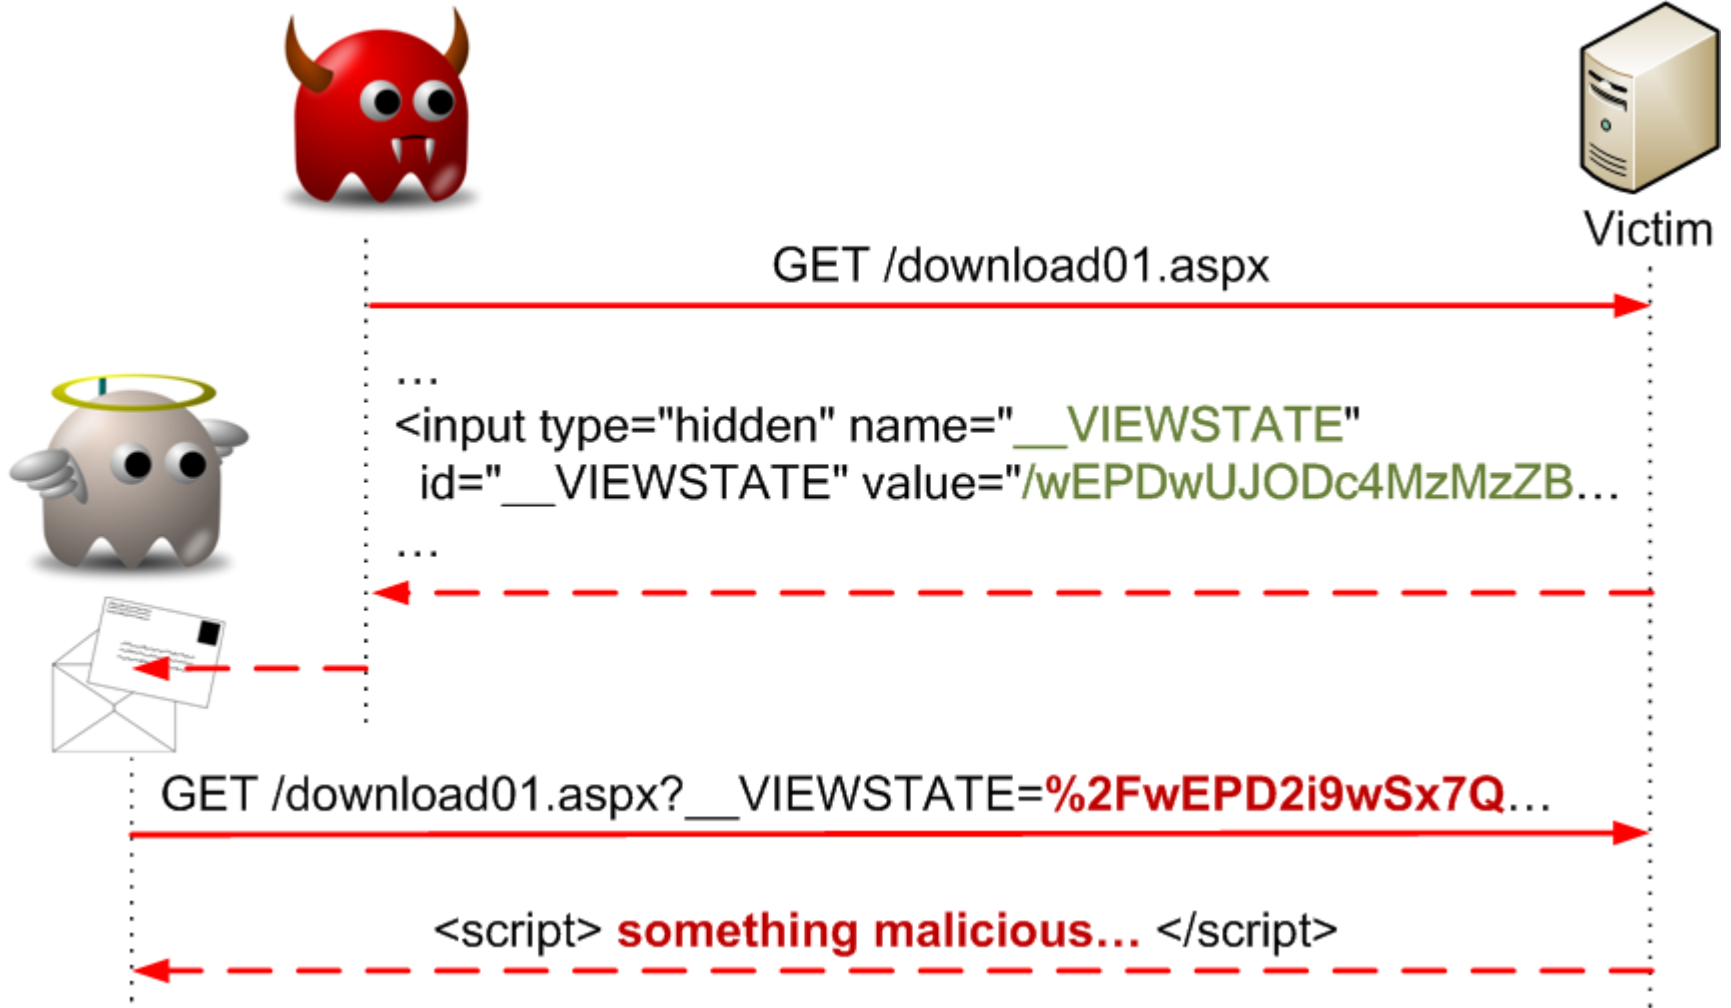 Victim
GET /download01.aspx
…
<input type="hidden" name="__VIEWSTATE"
id="__VIEWSTATE" value="/wEPDwUJODc4MzMzZB…
…
GET /download01.aspx?__VIEWSTATE=%2FwEPD2i9wSx7Q…
<script> something malicious… </script>